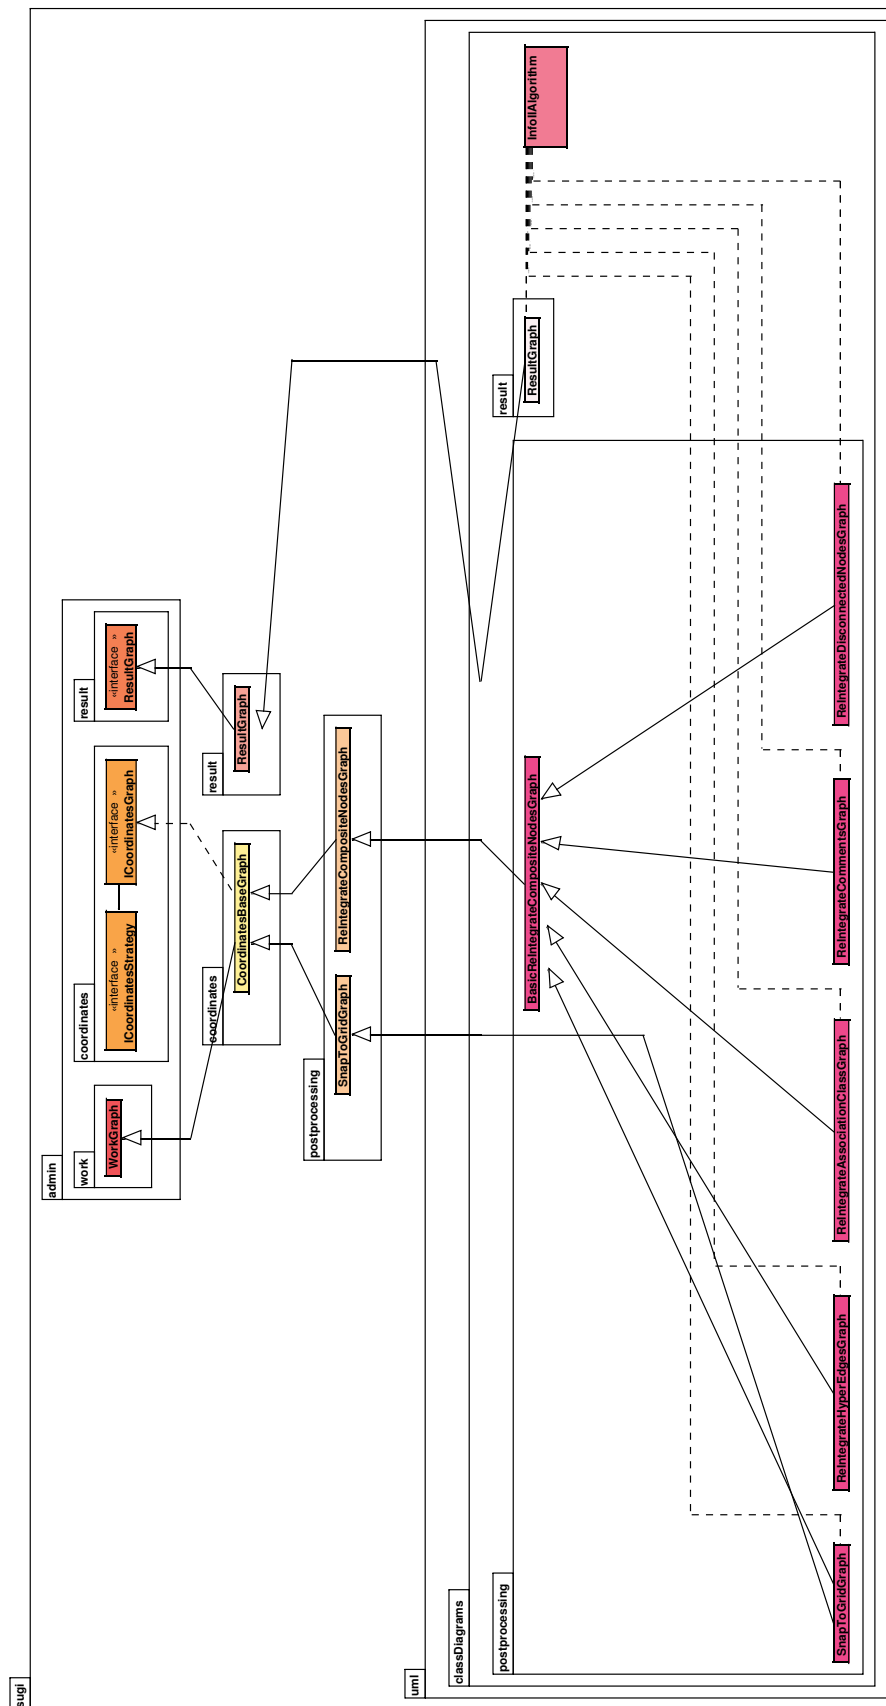 sugi
admin
work
WorkGraph
coordinates
«interface »
ICoordinatesStrategy
«interface »
ICoordinatesGraph
result
«interface »
ResultGraph
coordinates
CoordinatesBaseGraph
result
ResultGraph
postprocessing
SnapToGridGraph
ReIntegrateCompositeNodesGraph
uml
classDiagrams
postprocessing
BasicReIntegrateCompositeNodesGraph
SnapToGridGraph
ReIntegrateHyperEdgesGraph
ReIntegrateAssociationClassGraph
ReIntegrateCommentsGraph
ReIntegrateDisconnectedNodesGraph
result
ResultGraph
InfoIIAlgorithm